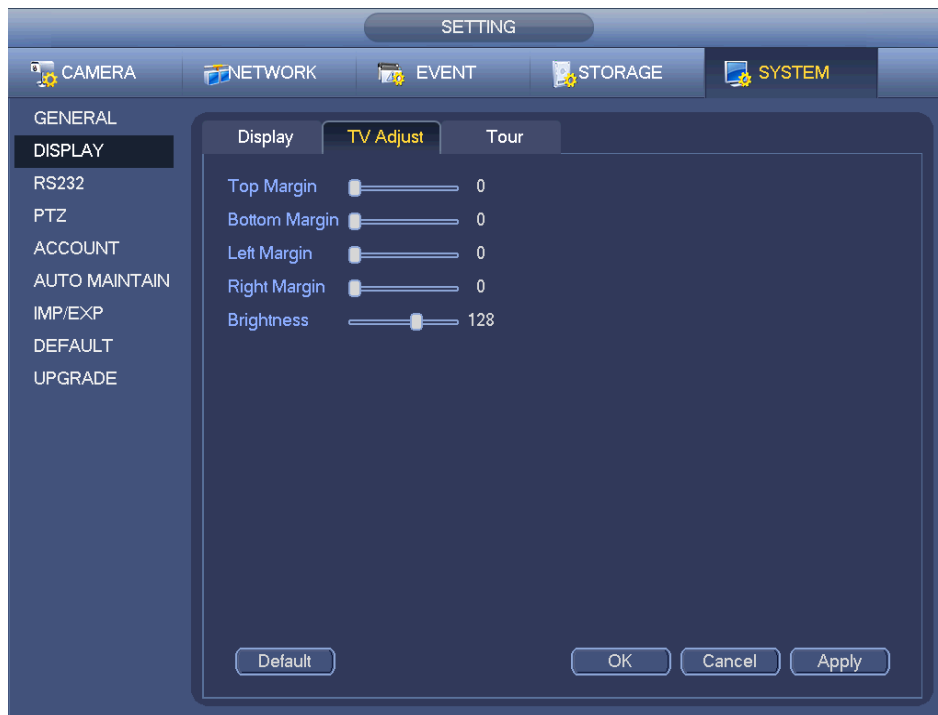 SETTING
CAMERA NETWORK EVENT STORAGE SYSTEM
GENERAL
DISPLAY
RS232
PTZ
ACCOUNT
AUTO MAINTAIN
IMP/EXP
DEFAULT
UPGRADE
Display TV Adjust Tour
Top Margin 0
Bottom Margin 0
Left Margin 0
Right Margin 0
Brightness 128
Default OK Cancel Apply